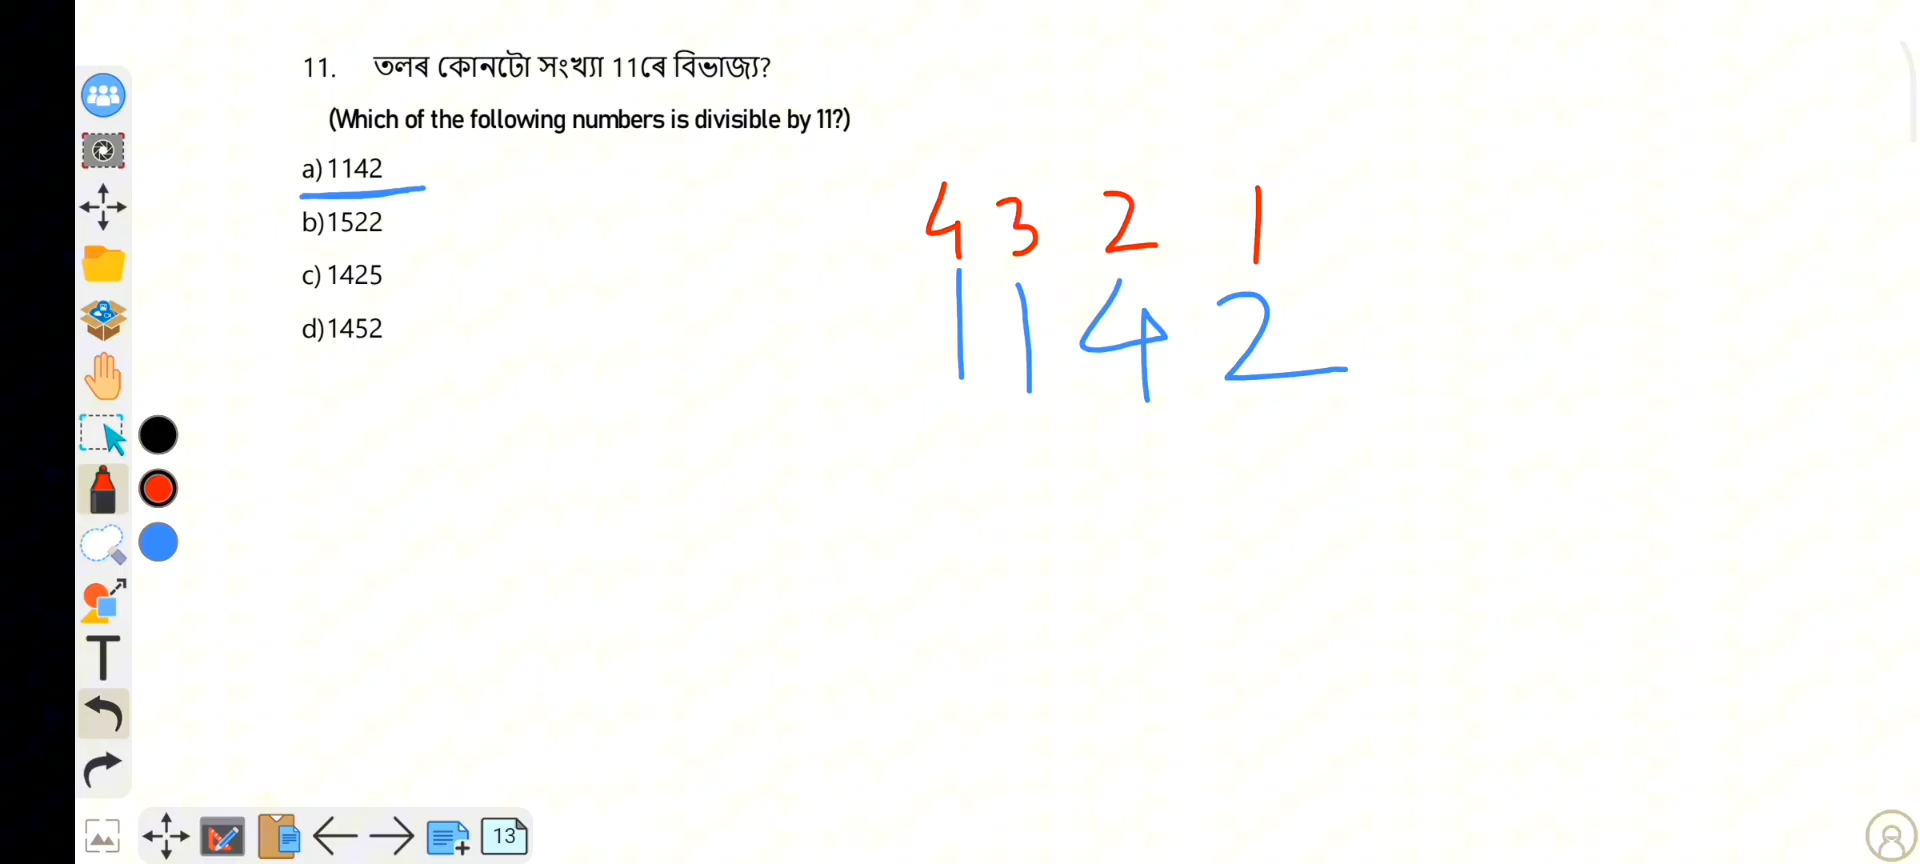 11. তলৰ কোনটো সংখ্যা 11ৰে বিভাজ্য?
(Which of the following numbers is divisible by 11?)
a) 1142
b) 1522
c) 1425
d) 1452
4 3 2 1
1 1 4 2
T
13